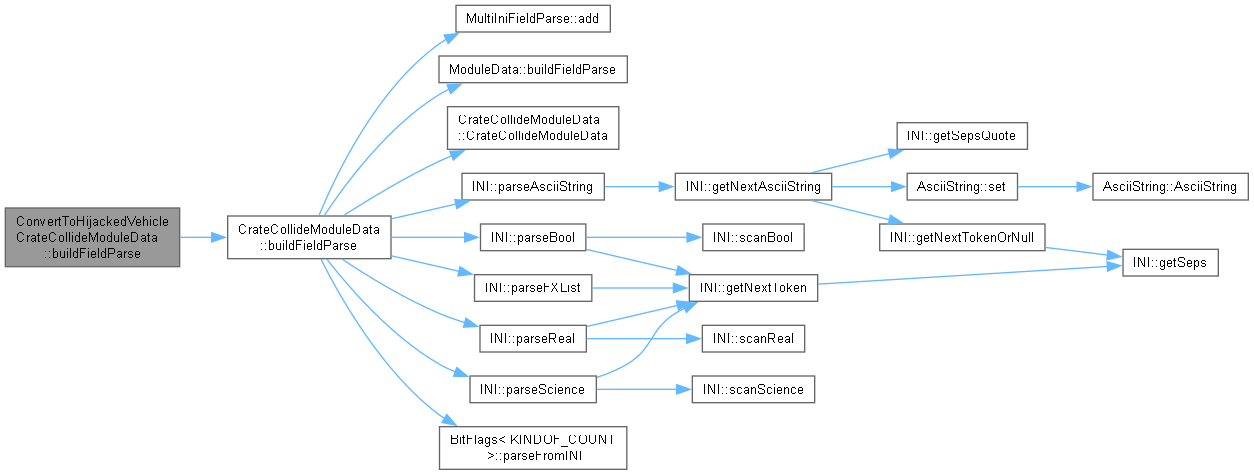 ConvertToHijackedVehicle
CrateCollideModuleData
::buildFieldParse
CrateCollideModuleData
::buildFieldParse
MultiIniFieldParse::add
ModuleData::buildFieldParse
CrateCollideModuleData
::CrateCollideModuleData
INI::parseAsciiString
INI::parseBool
INI::parseFXList
INI::parseReal
INI::parseScience
BitFlags< KINDOF_COUNT
>::parseFromINI
INI::getNextAsciiString
INI::scanBool
INI::getNextToken
INI::scanReal
INI::scanScience
INI::getSepsQuote
AsciiString::set
INI::getNextTokenOrNull
AsciiString::AsciiString
INI::getSeps